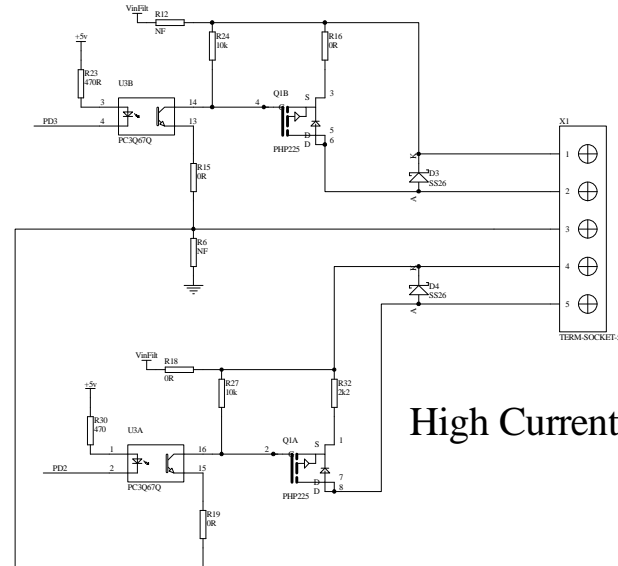 VinFilt
R12
NF
+5v
R24
10k
R16
0R
R23
470R
U3B
Q1B
S
3
3
14
4
G
4
13
5
D
D
6
PC3Q67Q
PHP225
PD3
X1
1
K
D3
SS26
R15
0R
2
A
3
R6
NF
4
K
D4
SS26
5
A
TERM-SOCKET-
VinFilt
R18
0R
+5v
R27
10k
R32
2k2
High Current
R30
470
U3A
Q1A
S
1
1
16
2
G
2
15
7
D
D
8
PD2
PC3Q67Q
PHP225
R19
0R